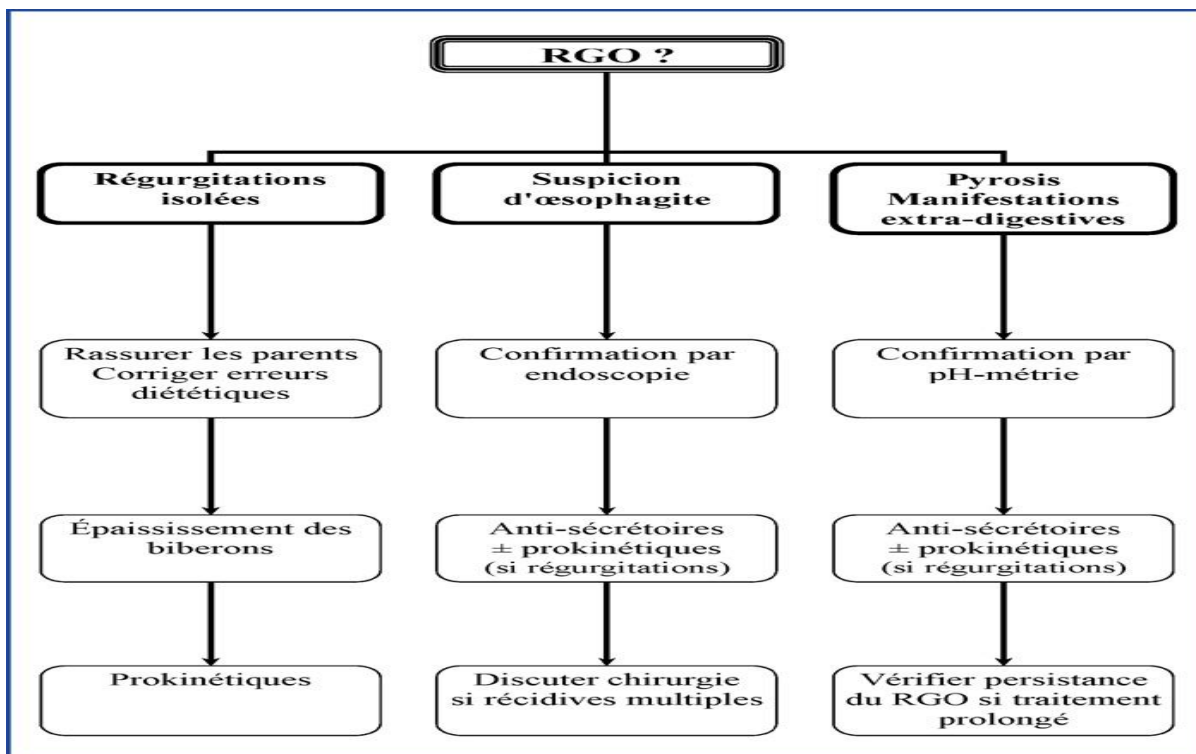 RGO ?
Régurgitations
isolées
Suspicion
d'œsophagite
Pyrosis
Manifestations
extra-digestives
Rassurer les parents
Corriger erreurs
diététiques
Confirmation par
endoscopie
Confirmation par
pH-métrie
Épaississement des
biberons
Anti-sécrétoires
± prokinétiques
(si régurgitations)
Anti-sécrétoires
± prokinétiques
(si régurgitations)
Prokinétiques
Discuter chirurgie
si récidives multiples
Vérifier persistance
du RGO si traitement
prolongé